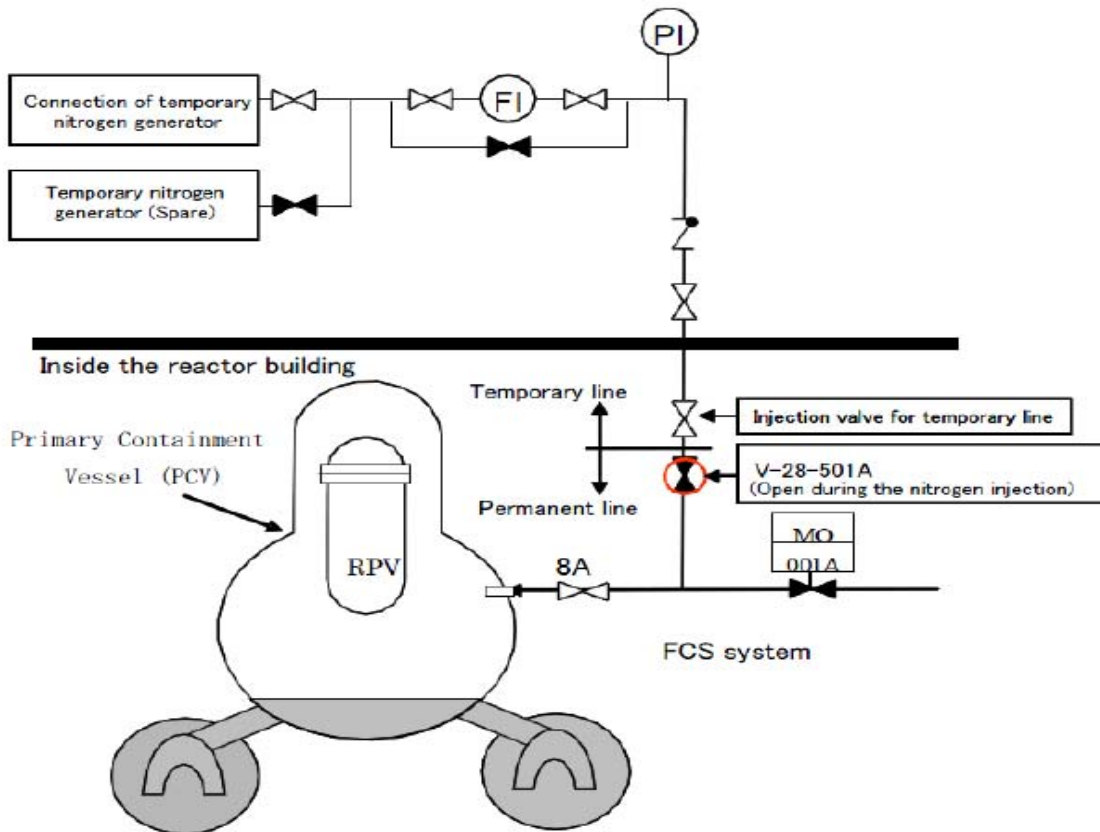 PI
Connection of temporary
nitrogen generator
FI
Temporary nitrogen
generator (Spare)
Inside the reactor building
Temporary line
Injection valve for temporary line
Primary Containment
Vessel (PCV)
V-28-501A
(Open during the nitrogen injection)
Permanent line
MO
001A
RPV
8A
FCS system